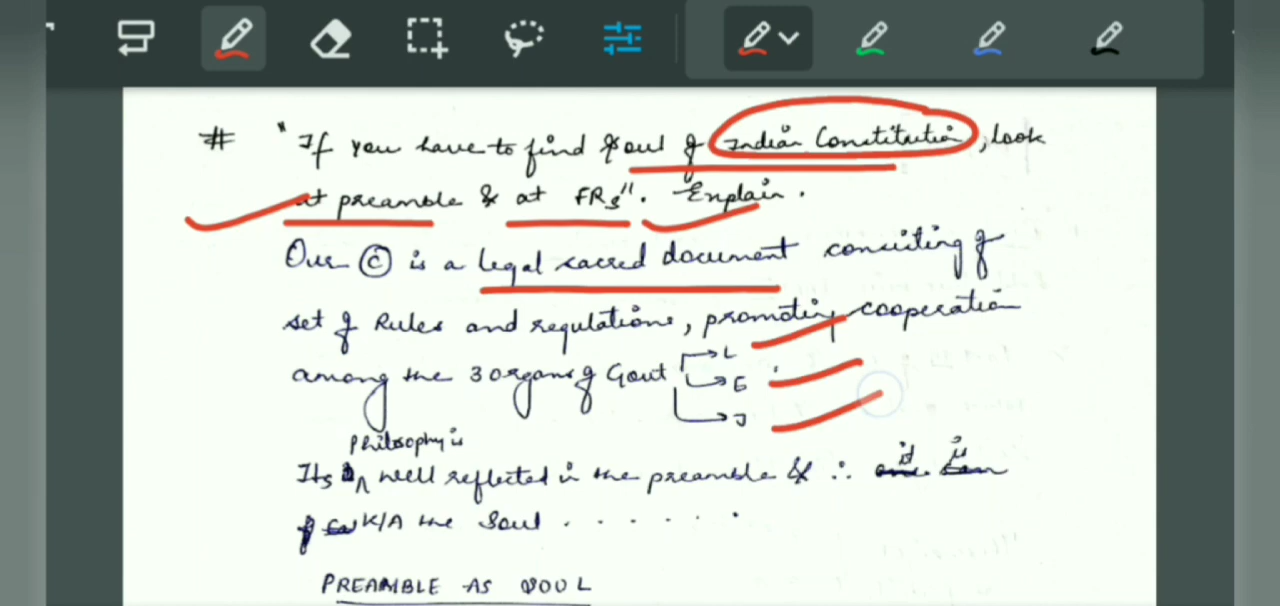 # "If you have to find soul of Indian Constitution, look
at preamble & at FRs". Explain.
Our © is a legal sacred document consisting of
set of Rules and regulations, promoting cooperation
among the 3 organs of Govt → L
→ E
→ J
Philosophy is
Its well reflected in the preamble & ∴ it is
K/A the Soul . . . . . .
PREAMBLE AS SOUL